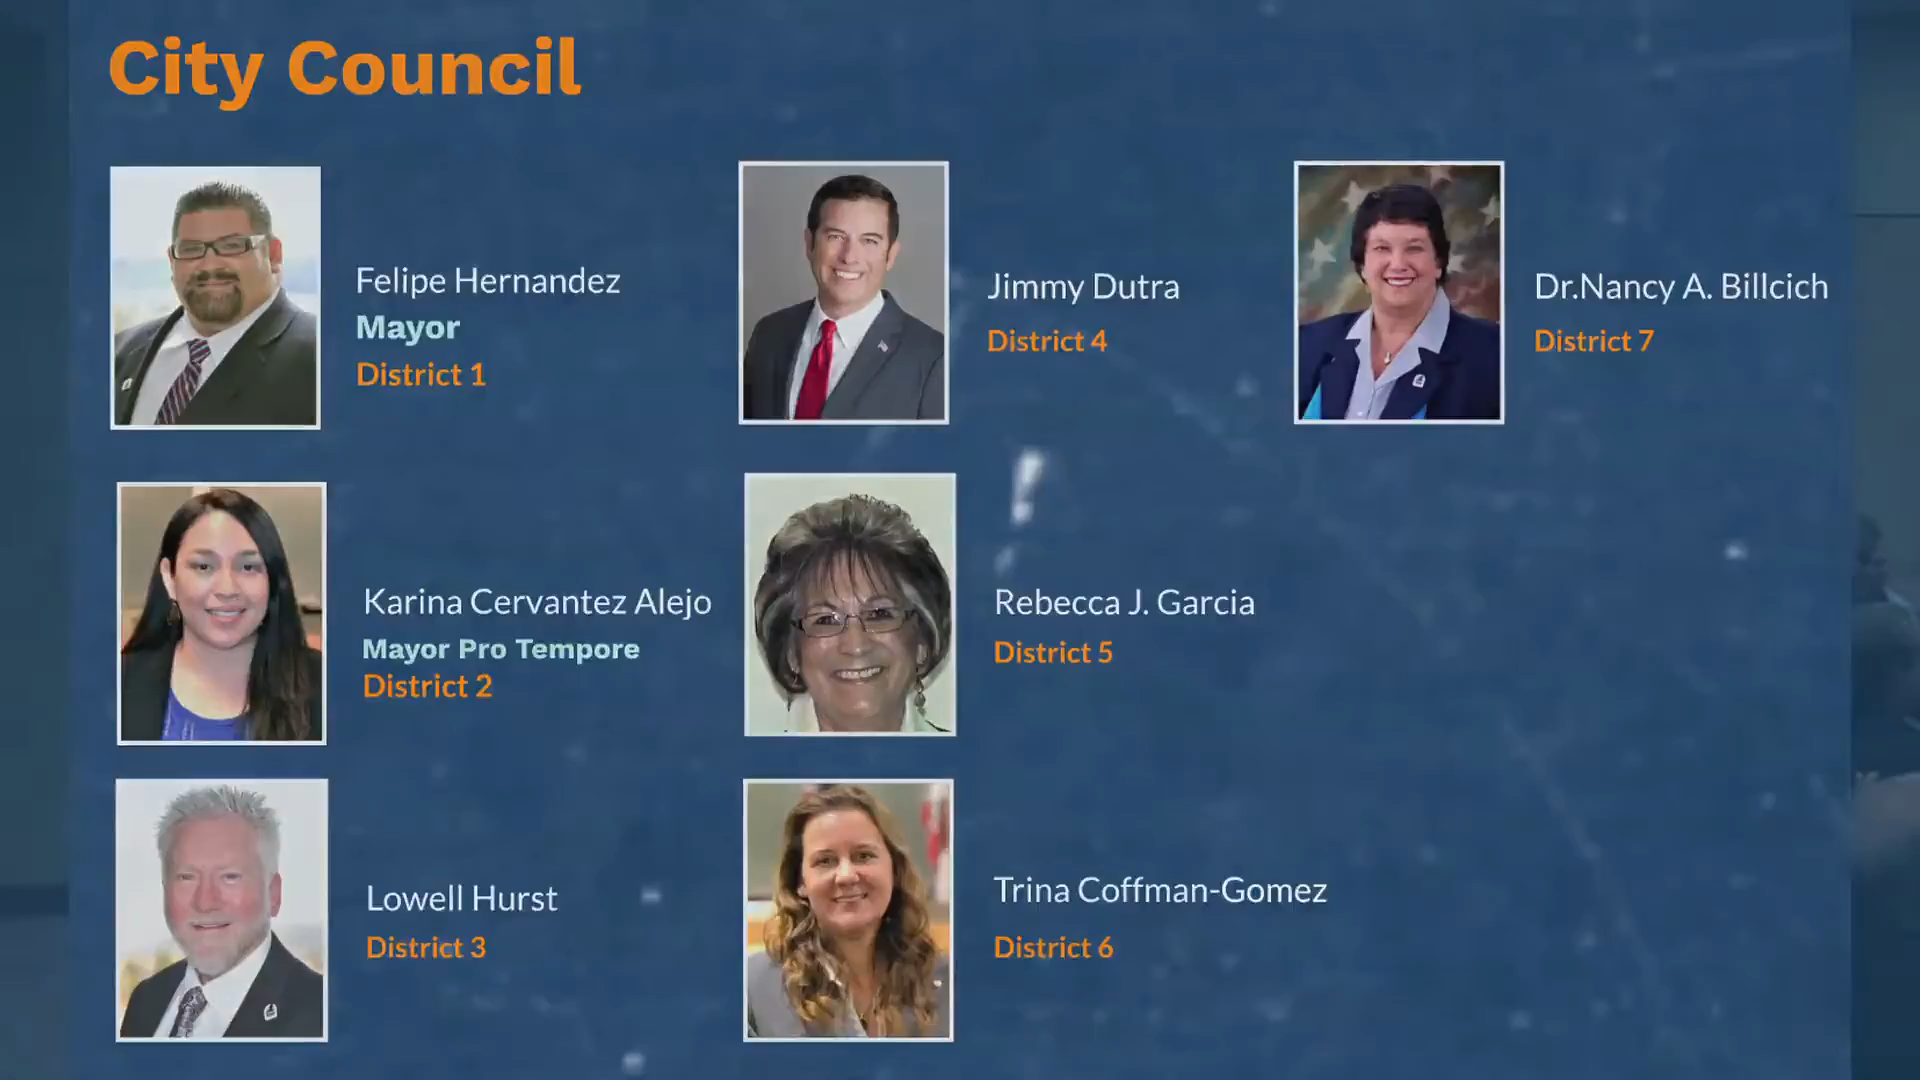 City Council
Felipe Hernandez
Mayor
District 1
Karina Cervantez Alejo
Mayor Pro Tempore
District 2
Lowell Hurst
District 3
Jimmy Dutra
District 4
Rebecca J. Garcia
District 5
Trina Coffman-Gomez
District 6
Dr.Nancy A. Billcich
District 7